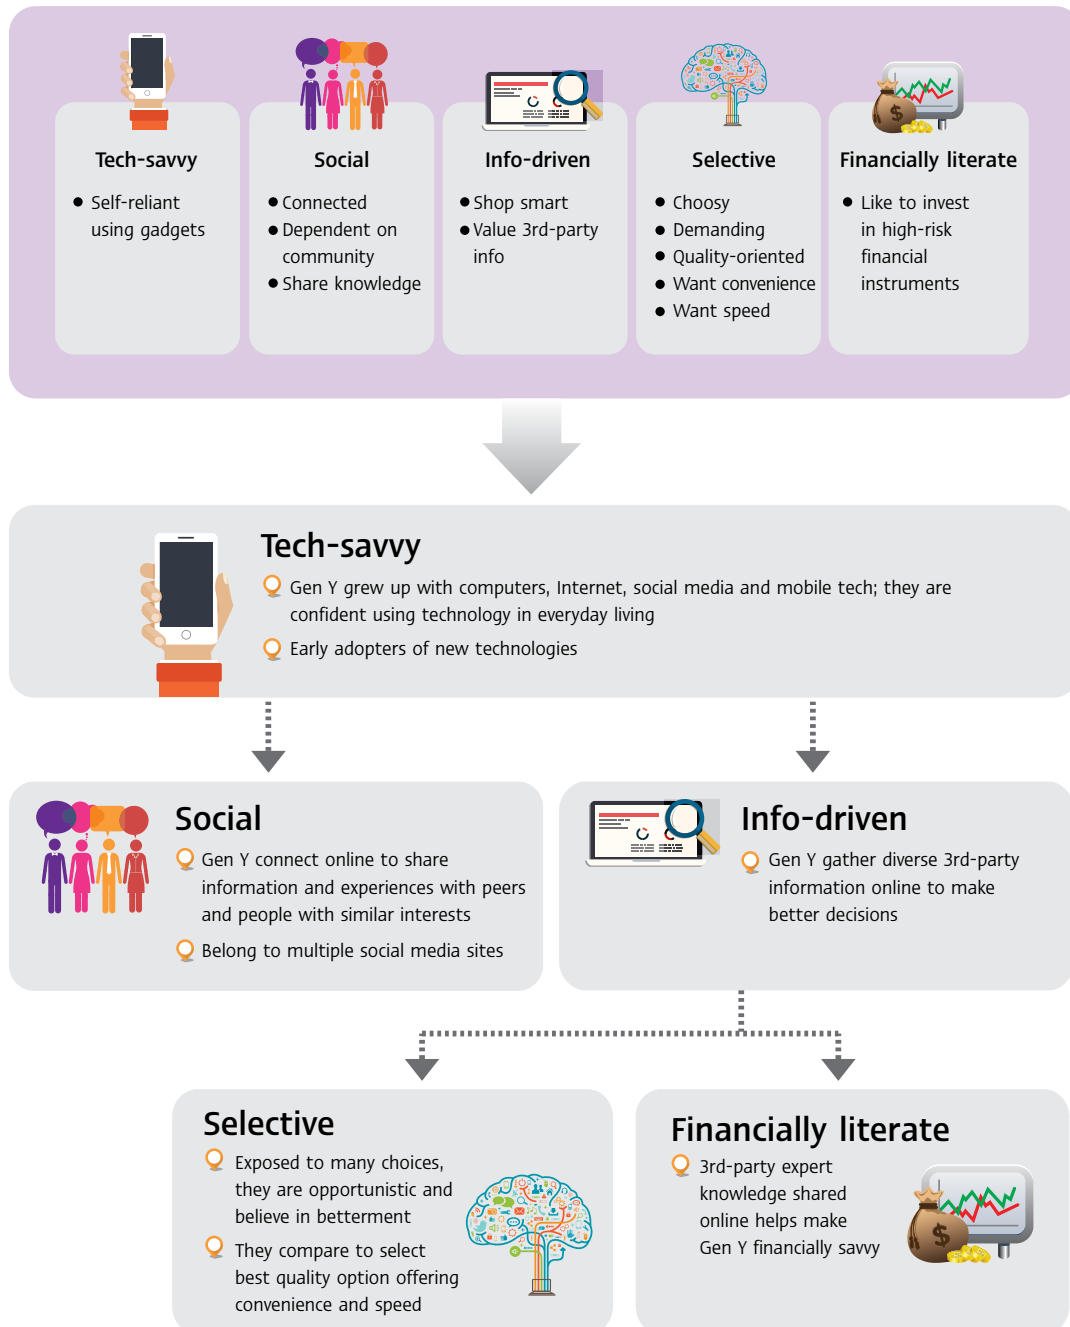 Tech-savvy
● Self-reliant
using gadgets
Social
● Connected
● Dependent on
community
● Share knowledge
Info-driven
● Shop smart
● Value 3rd-party
info
Selective
● Choosy
● Demanding
● Quality-oriented
● Want convenience
● Want speed
Financially literate
● Like to invest
in high-risk
financial
instruments
Tech-savvy
Gen Y grew up with computers, Internet, social media and mobile tech; they are
confident using technology in everyday living
Early adopters of new technologies
Social
Gen Y connect online to share
information and experiences with peers
and people with similar interests
Belong to multiple social media sites
Info-driven
Gen Y gather diverse 3rd-party
information online to make
better decisions
Selective
Exposed to many choices,
they are opportunistic and
believe in betterment
They compare to select
best quality option offering
convenience and speed
Financially literate
3rd-party expert
knowledge shared
online helps make
Gen Y financially savvy